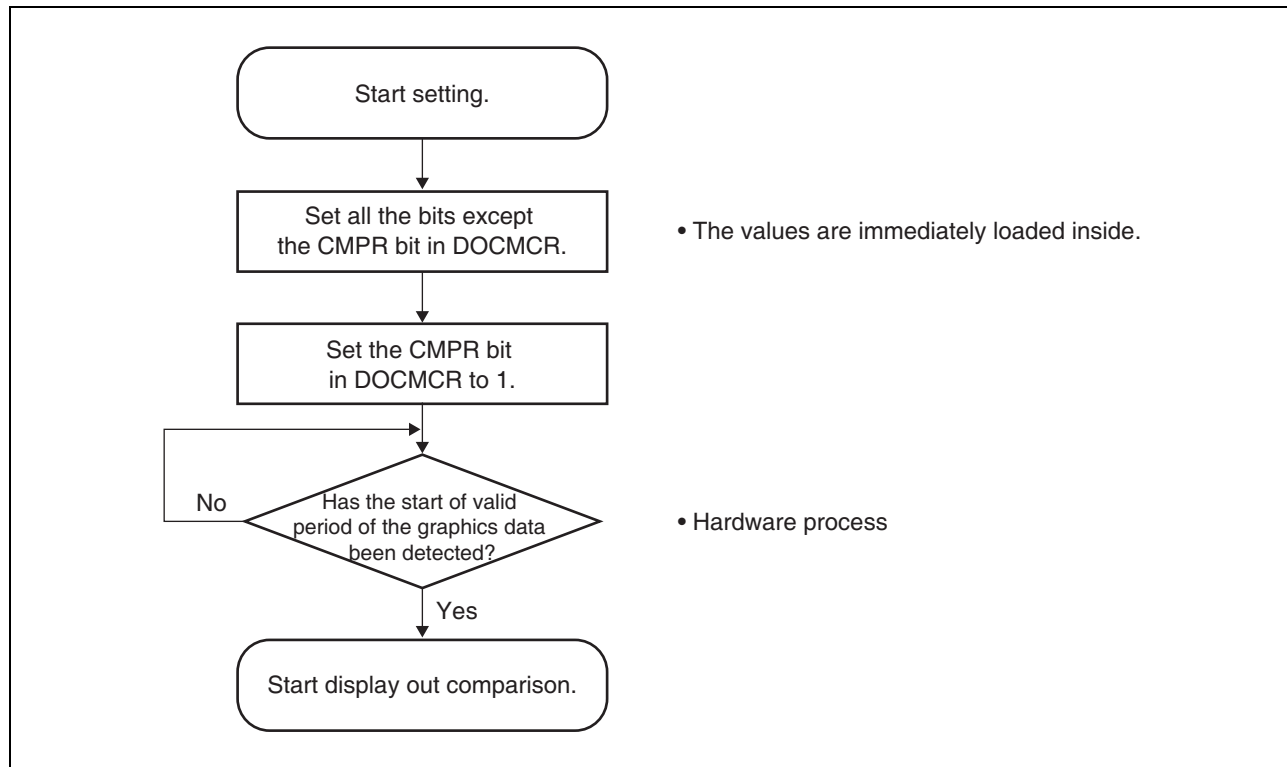 Start setting.
Set all the bits except
the CMPR bit in DOCMCR.
• The values are immediately loaded inside.
Set the CMPR bit
in DOCMCR to 1.
No
Has the start of valid
period of the graphics data
been detected?
• Hardware process
Yes
Start display out comparison.